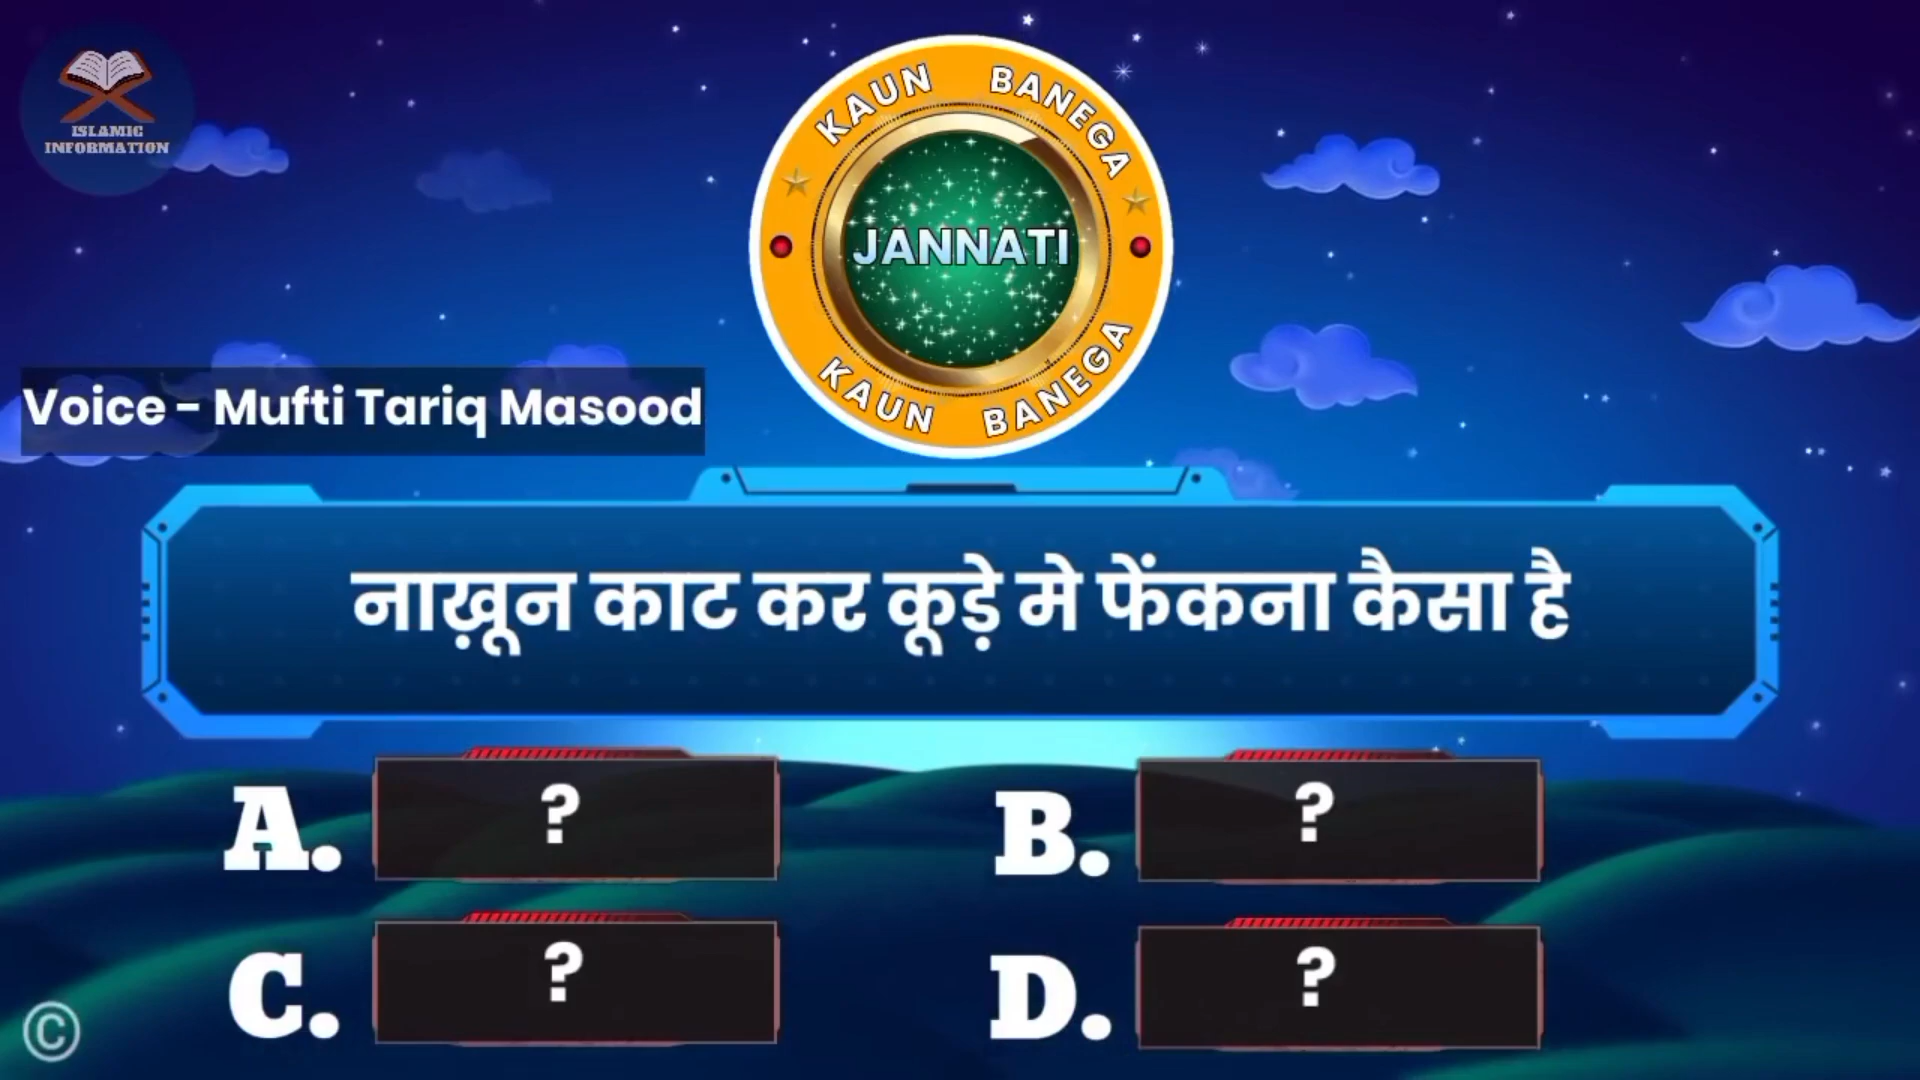 ISLAMIC
INFORMATION
KAUN BANEGA
JANNATI
KAUN BANEGA
Voice - Mufti Tariq Masood
नाख़ून काट कर कूड़े मे फेंकना कैसा है
A. ?
B. ?
C. ?
D. ?
©